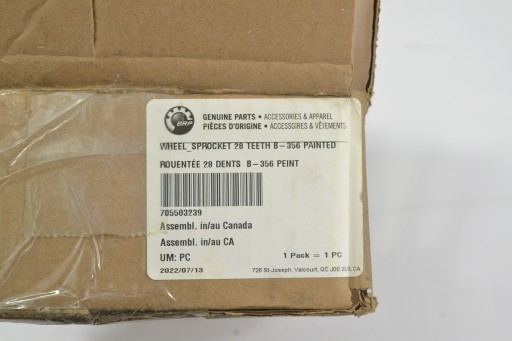 BRP
GENUINE PARTS • ACCESSORIES & APPAREL
PIÈCES D'ORIGINE • ACCESSOIRES & VÊTEMENTS
WHEEL_SPROCKET 28 TEETH B-356 PAINTED
ROUENTÉE 28 DENTS B-356 PEINT
705503239
Assembl. in/au Canada
Assembl. in/au CA
UM: PC 1 Pack = 1 PC
2022/07/13 726 St-Joseph, Valcourt, QC J0E 2L0, CA